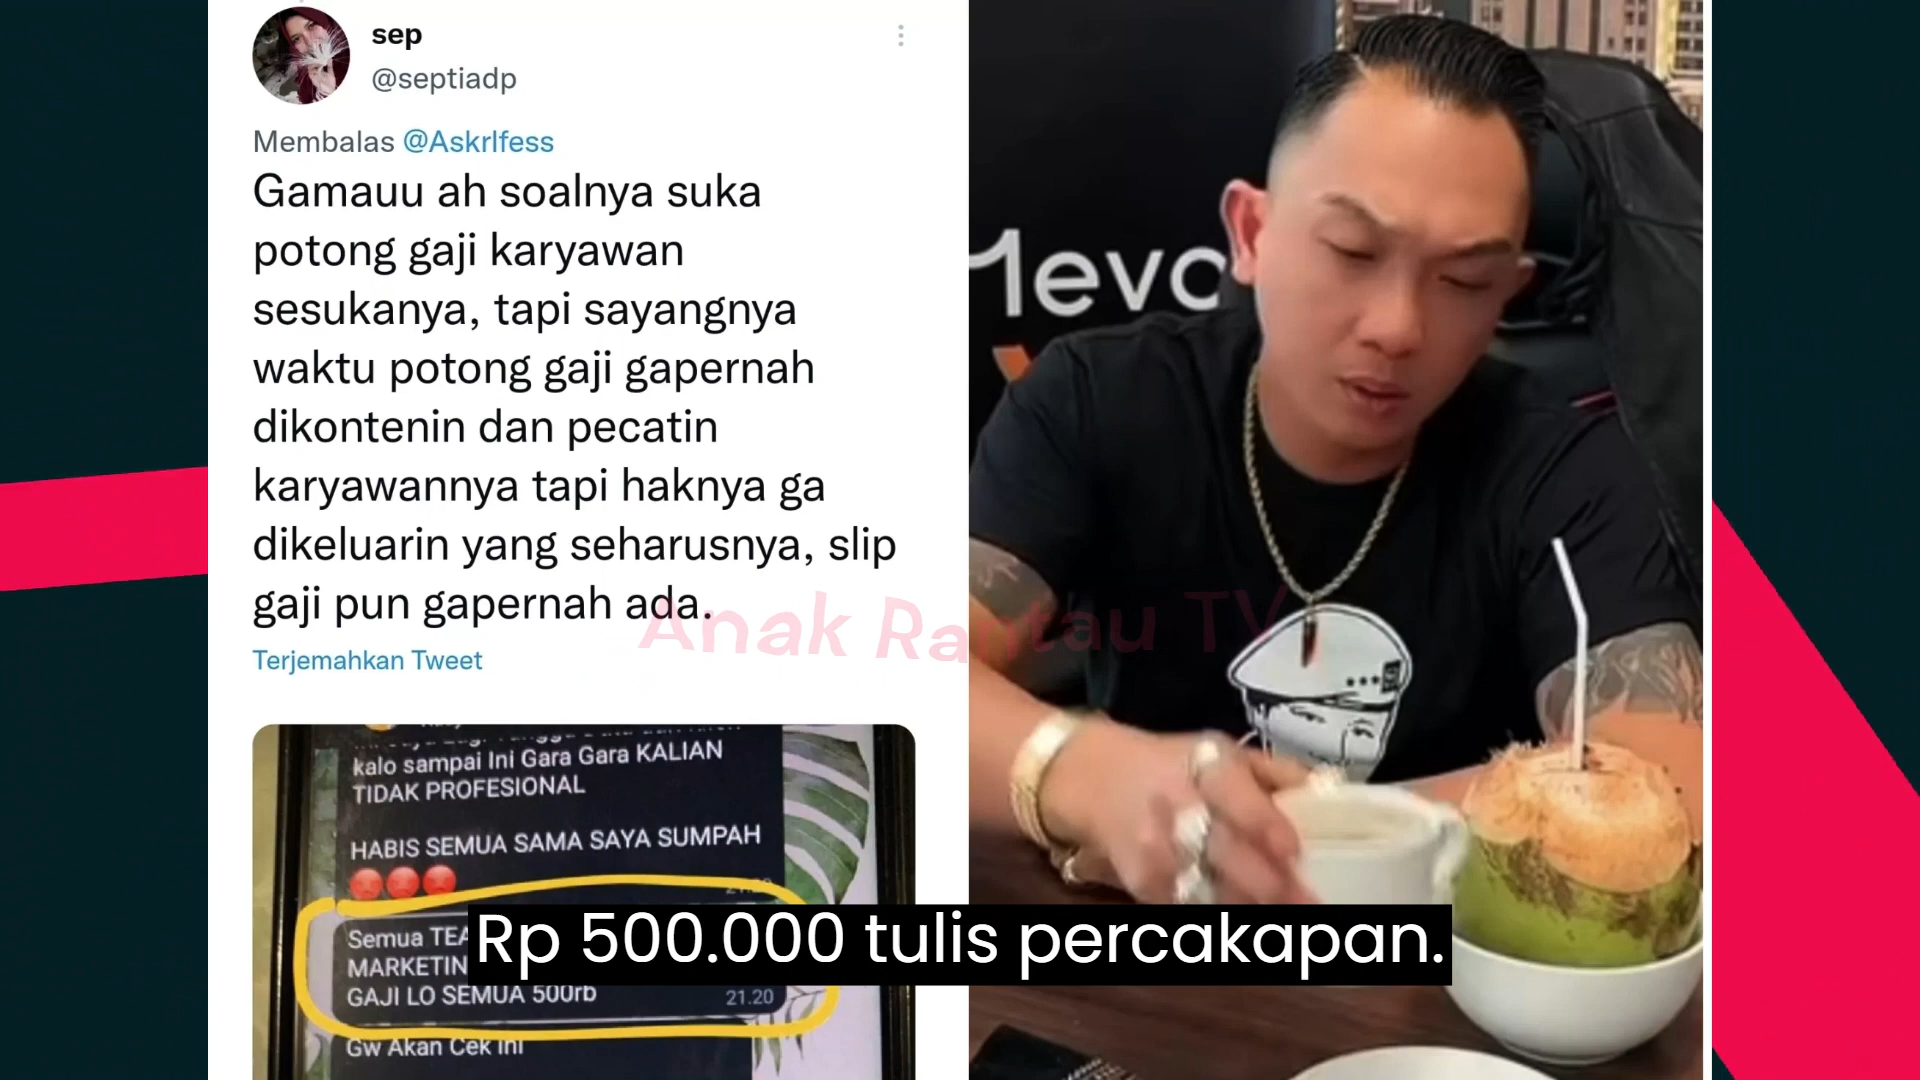 sep
@septiadp
Membalas @AskrlFess
Gamauu ah soalnya suka
potong gaji karyawan
sesukanya, tapi sayangnya
waktu potong gaji gapernah
dikontenin dan pecatin
karyawannya tapi haknya ga
dikeluarin yang seharusnya, slip
gaji pun gapernah ada.
Terjemahkan Tweet
kalo sampai Ini Gara Gara KALIAN
TIDAK PROFESIONAL
HABIS SEMUA SAMA SAYA SUMPAH
Semua
GAJI LO SEMUA 500rb
21.20
Gw Akan Cek ini
Anak Rantau TV
Rp 500.000 tulis percakapan.